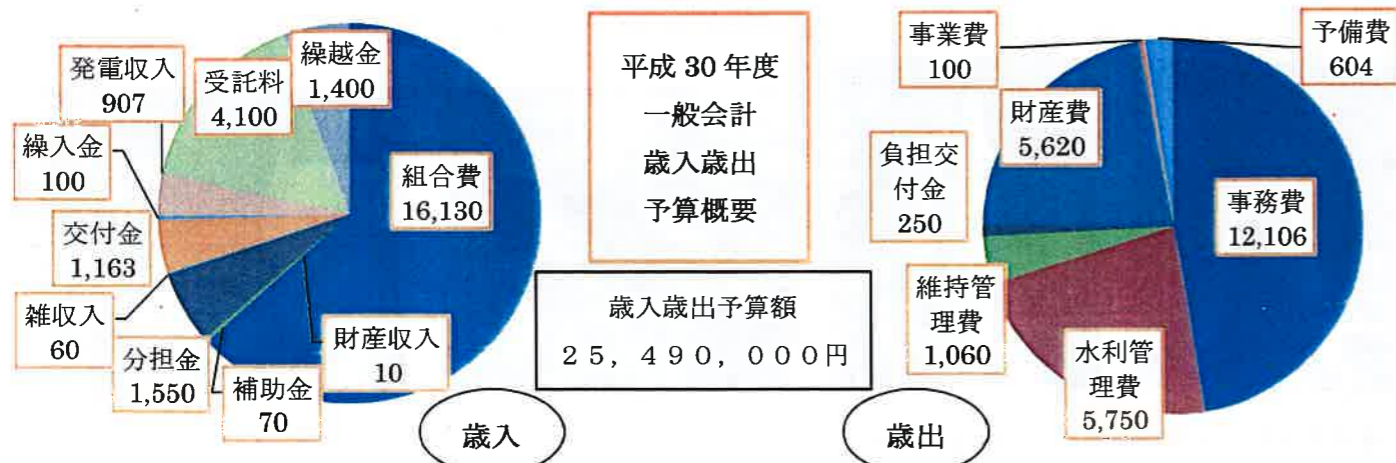 繰越金
1,400
発電収入
907
受託料
4,100
繰入金
100
組合費
16,130
交付金
1,163
雑収入
60
分担金
1,550
補助金
70
財産収入
10
歳入
平成 30 年度
一般会計
歳入歳出
予算概要
歳入歳出予算額
25,490,000円
事業費
100
予備費
604
財産費
5,620
負担交
付金
250
事務費
12,106
維持管
理費
1,060
水利管
理費
5,750
歳出